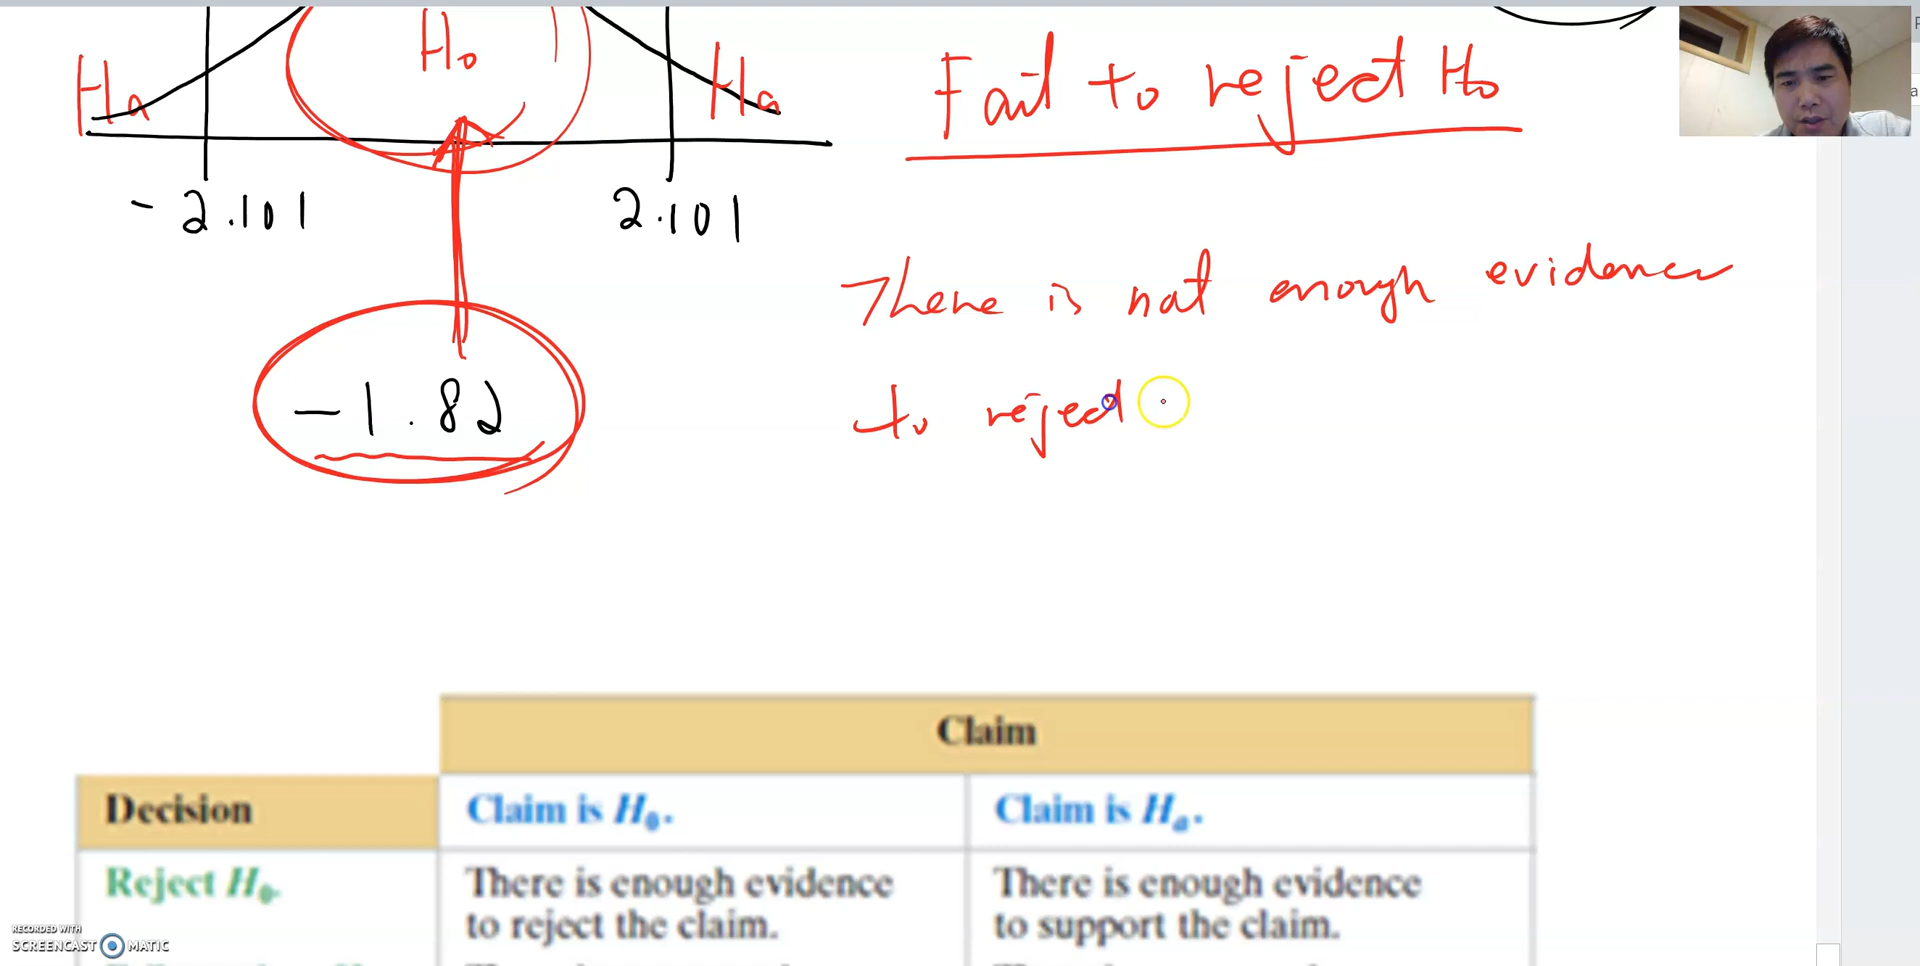 H₀
Ha
Ha
Fail to reject H₀
-2.101
2.101
There is not enough evidence
-1.82
to reject
Claim
Decision
Claim is H₀.
Claim is Hₐ.
Reject H₀.
There is enough evidence
to reject the claim.
There is enough evidence
to support the claim.
RECORDED WITH
SCREENCAST MATIC